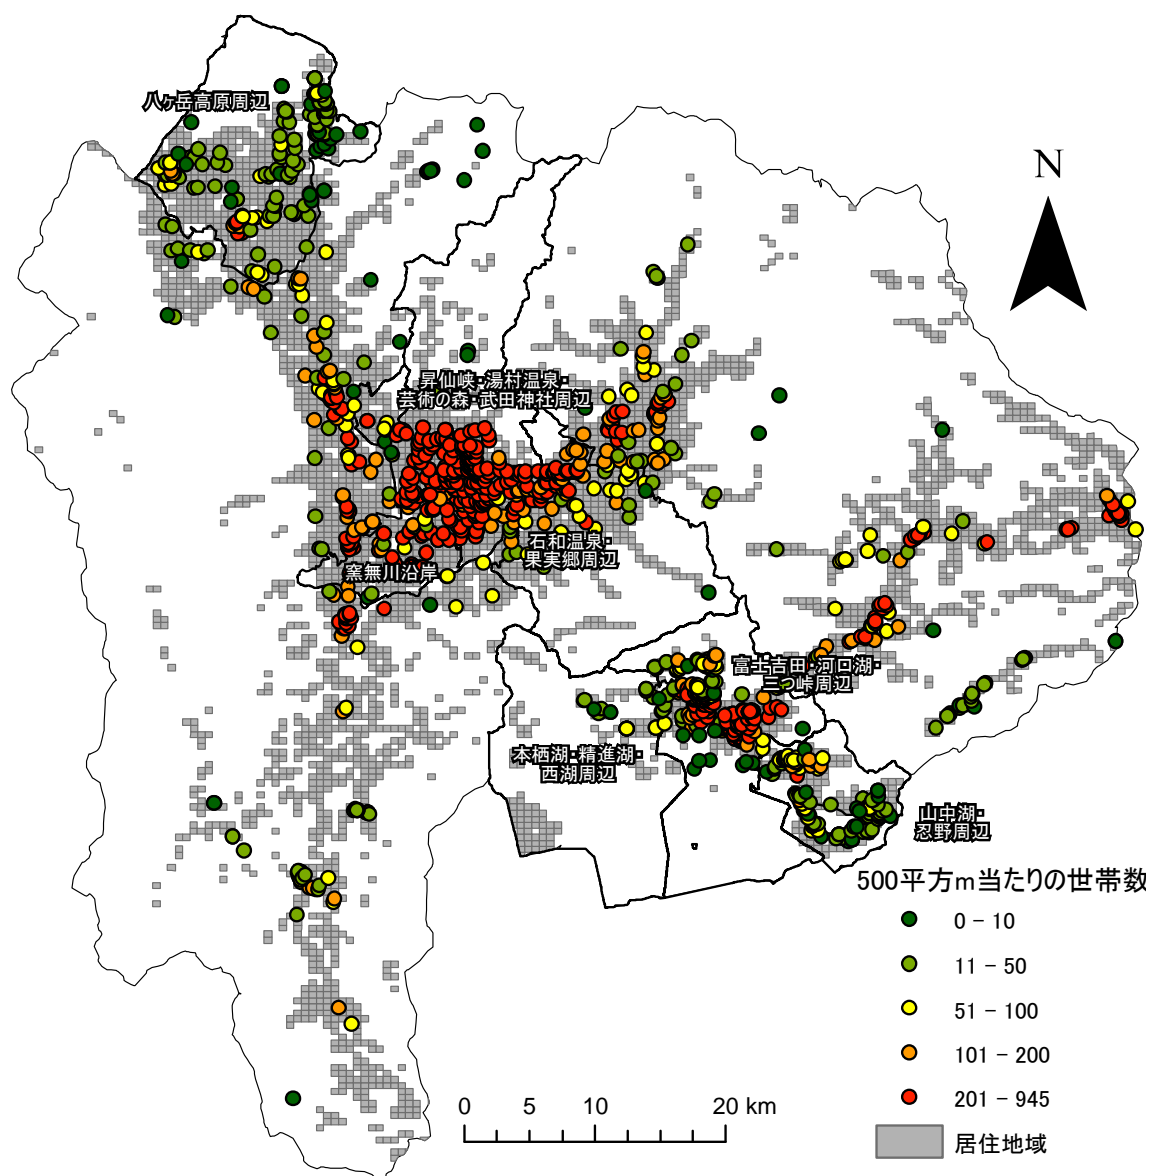 八ヶ岳高原周辺
N
昇仙峡・湯村温泉・
芸術の森・武田神社周辺
石和温泉・
果実郷周辺
釜無川沿岸
富士吉田・河口湖・
三つ峠周辺
本栖湖・精進湖・
西湖周辺
山中湖・
忍野周辺
500平方m当たりの世帯数
0 - 10
11 - 50
51 - 100
101 - 200
201 - 945
居住地域
0 5 10 20 km